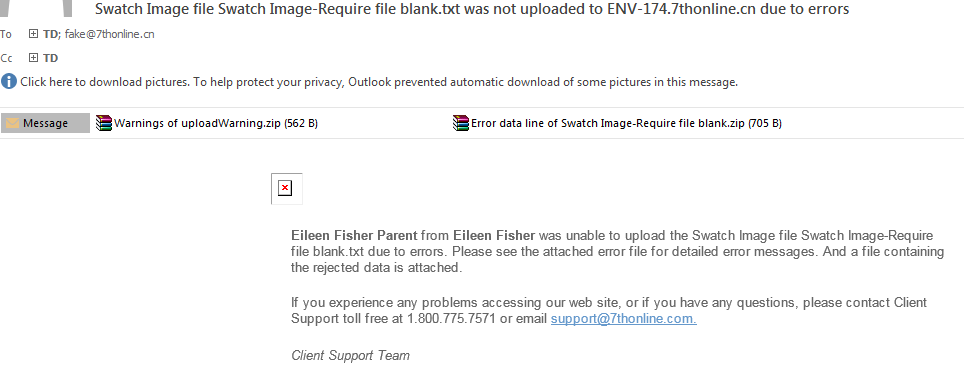 Swatch Image file Swatch Image-Require file blank.txt was not uploaded to ENV-174.7thonline.cn due to errors
To TD; fake@7thonline.cn
Cc TD
Click here to download pictures. To help protect your privacy, Outlook prevented automatic download of some pictures in this message.
Message Warnings of uploadWarning.zip (562 B) Error data line of Swatch Image-Require file blank.zip (705 B)
Eileen Fisher Parent from Eileen Fisher was unable to upload the Swatch Image file Swatch Image-Require
file blank.txt due to errors. Please see the attached error file for detailed error messages. And a file containing
the rejected data is attached.
If you experience any problems accessing our web site, or if you have any questions, please contact Client
Support toll free at 1.800.775.7571 or email support@7thonline.com.
Client Support Team